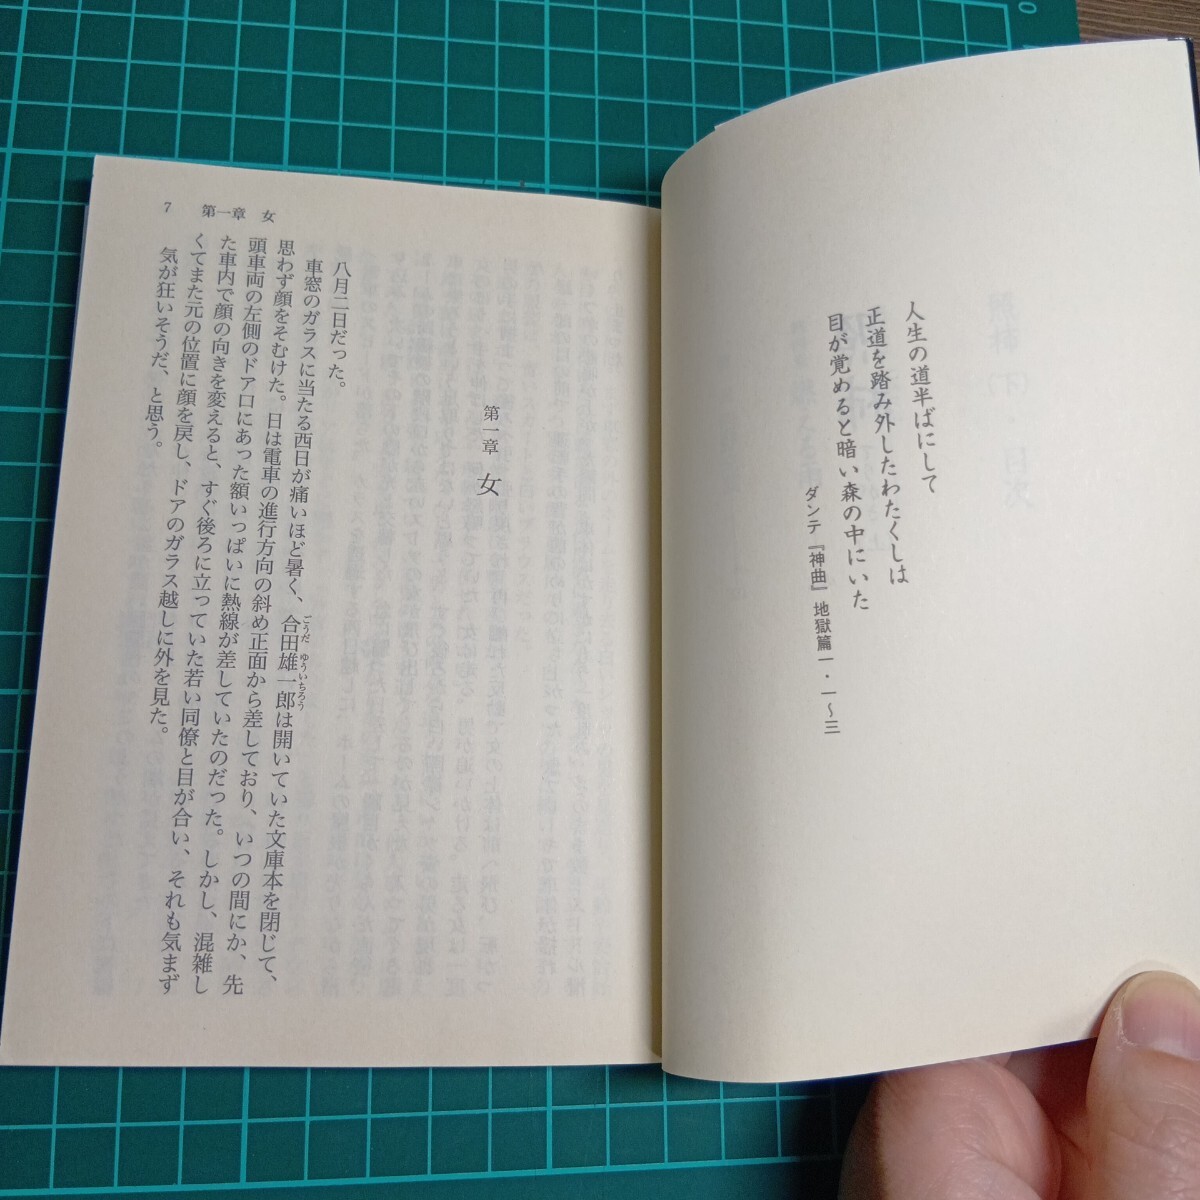 人生の道半ばにして
正道を踏み外したわたくしは
目が覚めると暗い森の中にいた
ダンテ『神曲』地獄篇一・一〜三
7 第一章 女
第一章 女
八月二日だった。
車窓のガラスに当たる西日が痛いほど暑く、合田雄一郎は開いていた文庫本を閉じて、
ごうだ ゆういちろう
思わず顔をそむけた。日は電車の進行方向の斜め正面から差しており、いつの間にか、先
頭車両の左側のドア口にあった額いっぱいに熱線が差していたのだった。しかし、混雑し
た車内で顔の向きを変えると、すぐ後ろに立っていた若い同僚と目が合い、それも気まず
くてまた元の位置に顔を戻し、ドアのガラス越しに外を見た。
気が狂いそうだ、と思う。